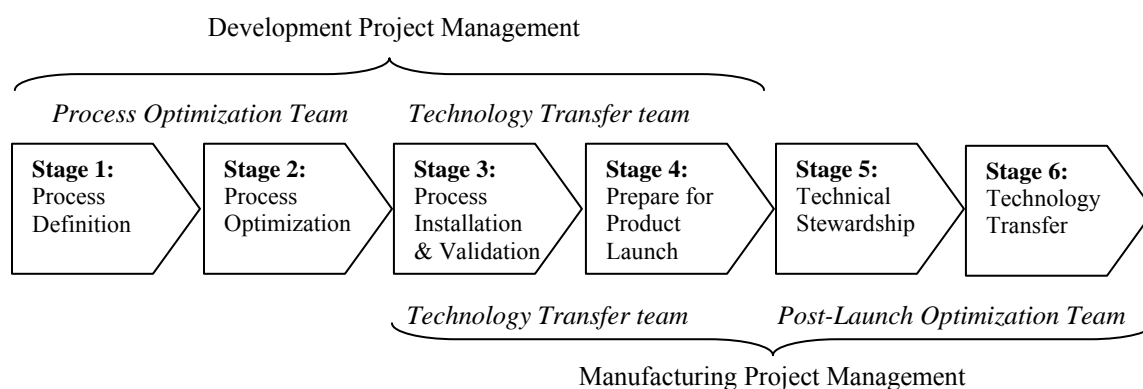 Development Project Management
Process Optimization Team
Technology Transfer team
Stage 1:
Process
Definition
Stage 2:
Process
Optimization
Stage 3:
Process
Installation
& Validation
Stage 4:
Prepare for
Product
Launch
Stage 5:
Technical
Stewardship
Stage 6:
Technology
Transfer
Technology Transfer team
Post-Launch Optimization Team
Manufacturing Project Management